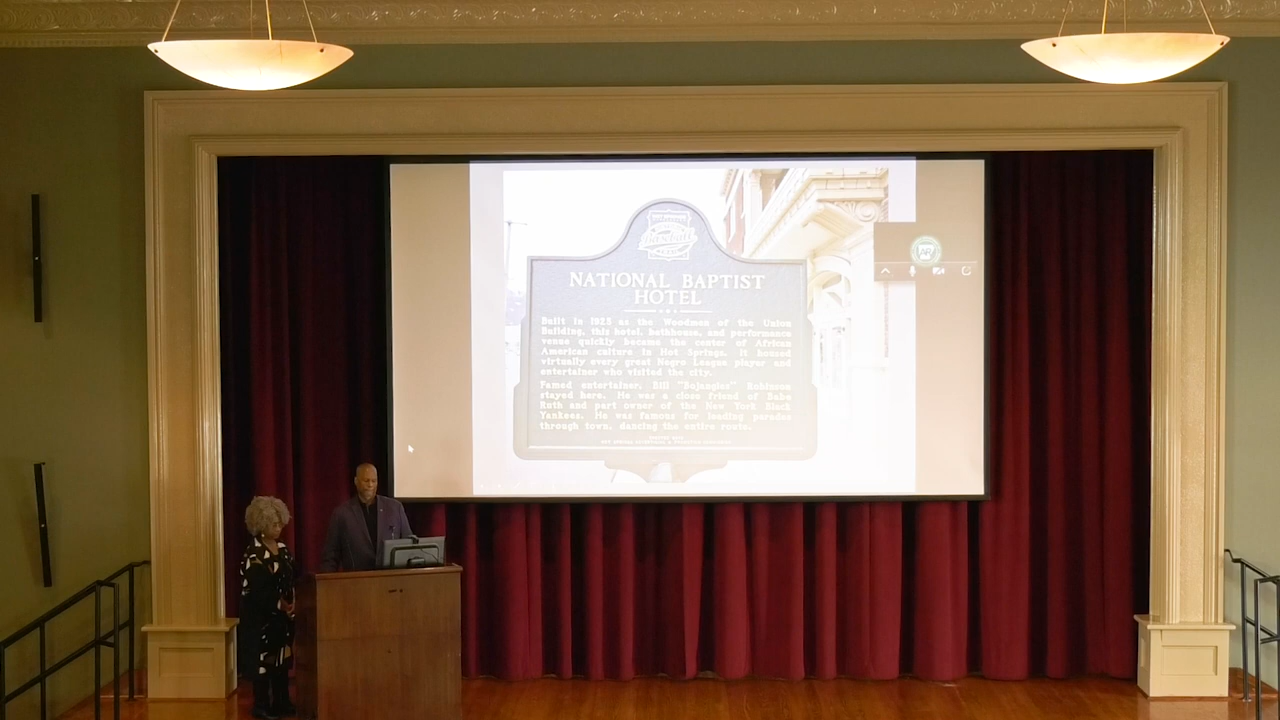 Baseball
NATIONAL BAPTIST
HOTEL
Built in 1925 as the Woodmen of the Union
Building, this hotel, bathhouse, and performance
venue quickly became the center of African
American culture in Hot Springs. It housed
virtually every great Negro League player and
entertainer who visited the city.
Famed entertainer, Bill "Bojangles" Robinson
stayed here. He was a close friend of Babe
Ruth and part owner of the New York Black
Yankees. He was famous for leading parades
through town, dancing the entire route.